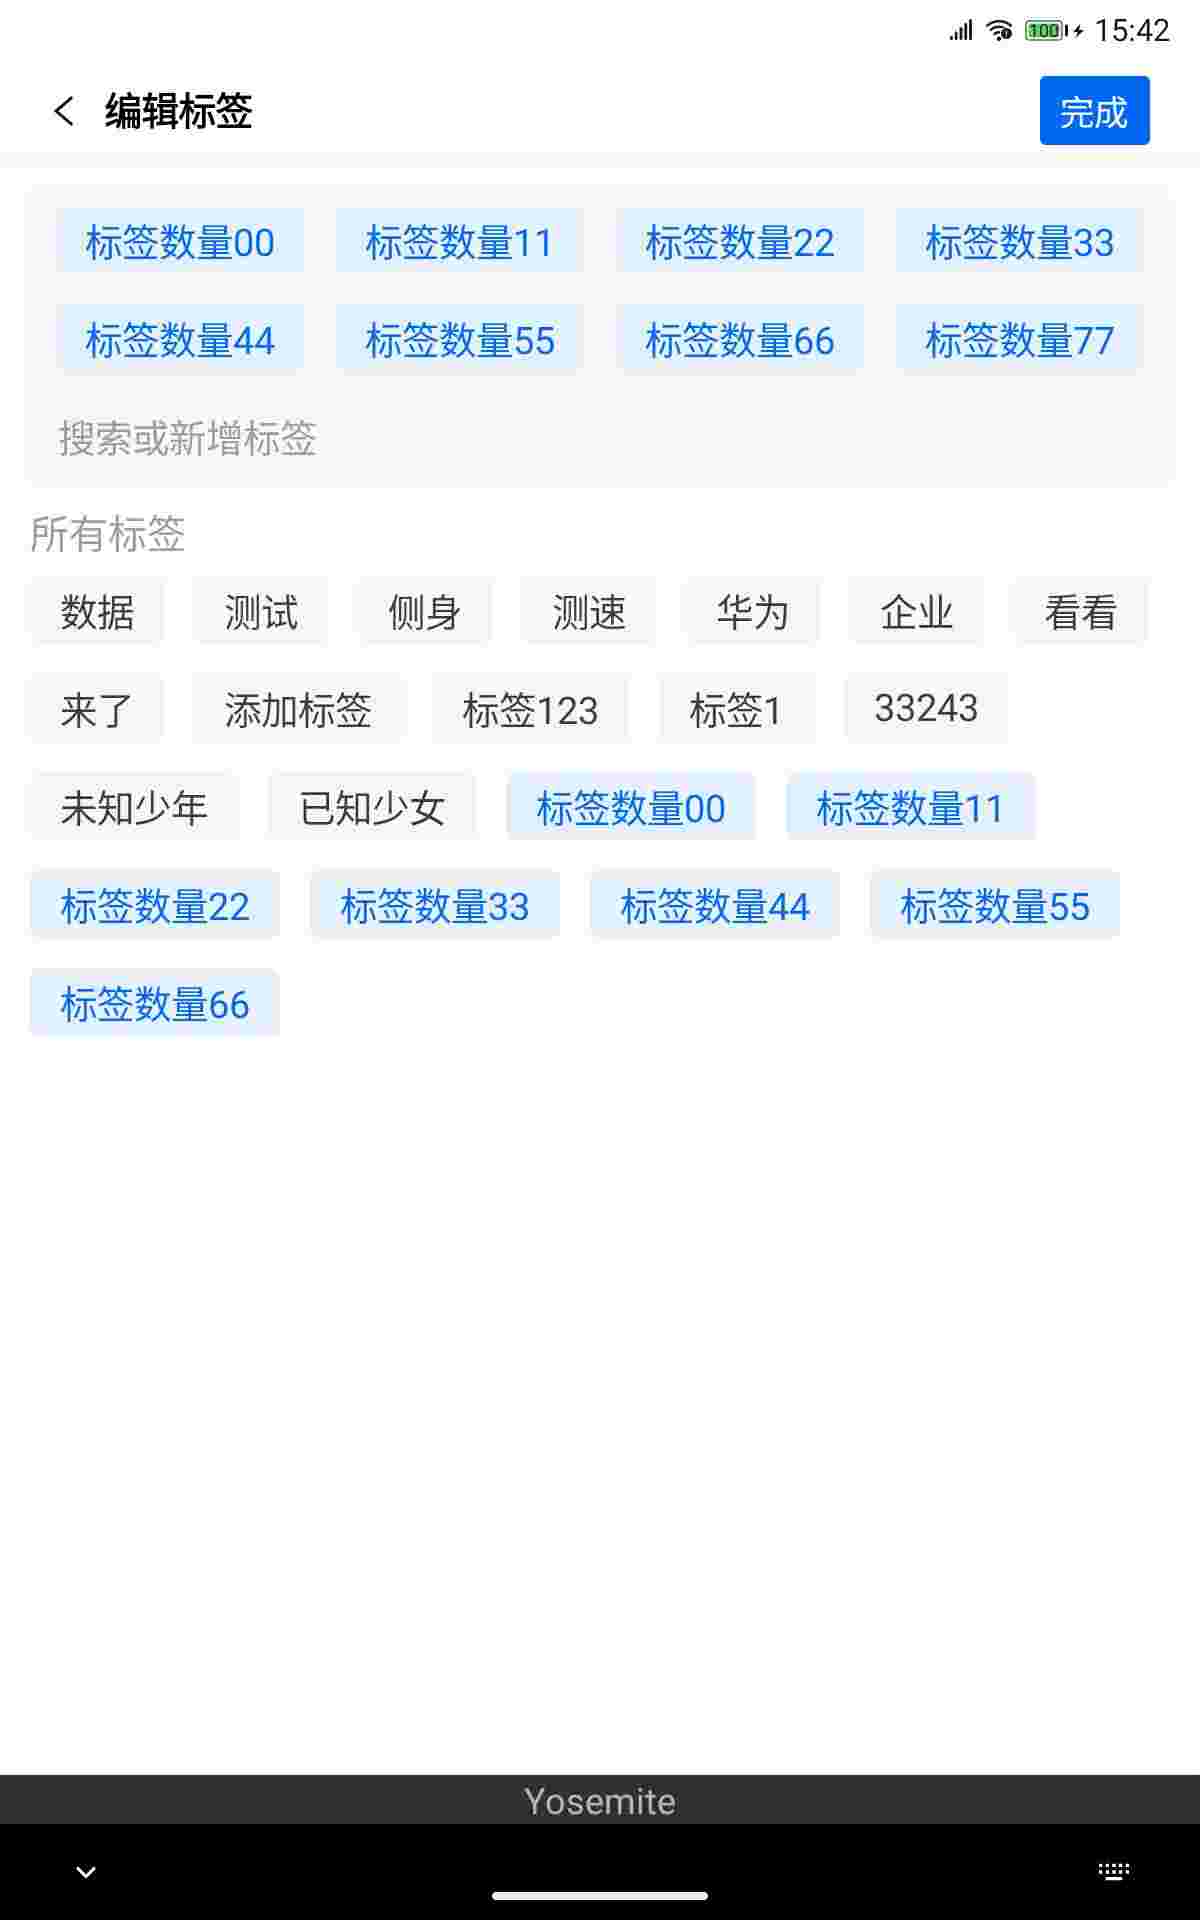 100 15:42
编辑标签 完成
标签数量00 标签数量11 标签数量22 标签数量33
标签数量44 标签数量55 标签数量66 标签数量77
搜索或新增标签
所有标签
数据 测试 侧身 测速 华为 企业 看看
来了 添加标签 标签123 标签1 33243
未知少年 已知少女 标签数量00 标签数量11
标签数量22 标签数量33 标签数量44 标签数量55
标签数量66
Yosemite